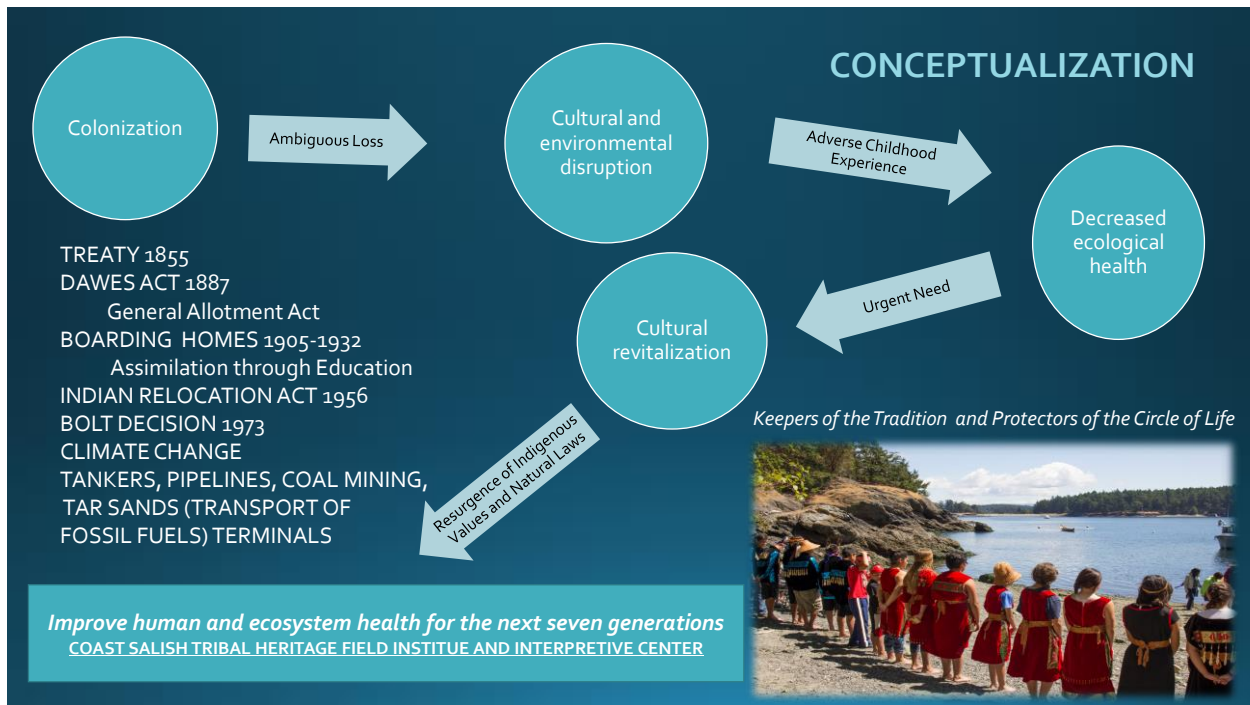 CONCEPTUALIZATION
Colonization
Ambiguous Loss
Cultural and
environmental
disruption
Adverse Childhood
Experience
Decreased
ecological
health
Urgent Need
Cultural
revitalization
Resurgence of Indigenous
Values and Natural Laws
TREATY 1855
DAWES ACT 1887
General Allotment Act
BOARDING HOMES 1905-1932
Assimilation through Education
INDIAN RELOCATION ACT 1956
BOLT DECISION 1973
CLIMATE CHANGE
TANKERS, PIPELINES, COAL MINING,
TAR SANDS (TRANSPORT OF
FOSSIL FUELS) TERMINALS
Improve human and ecosystem health for the next seven generations
COAST SALISH TRIBAL HERITAGE FIELD INSTITUE AND INTERPRETIVE CENTER
Keepers of the Tradition and Protectors of the Circle of Life